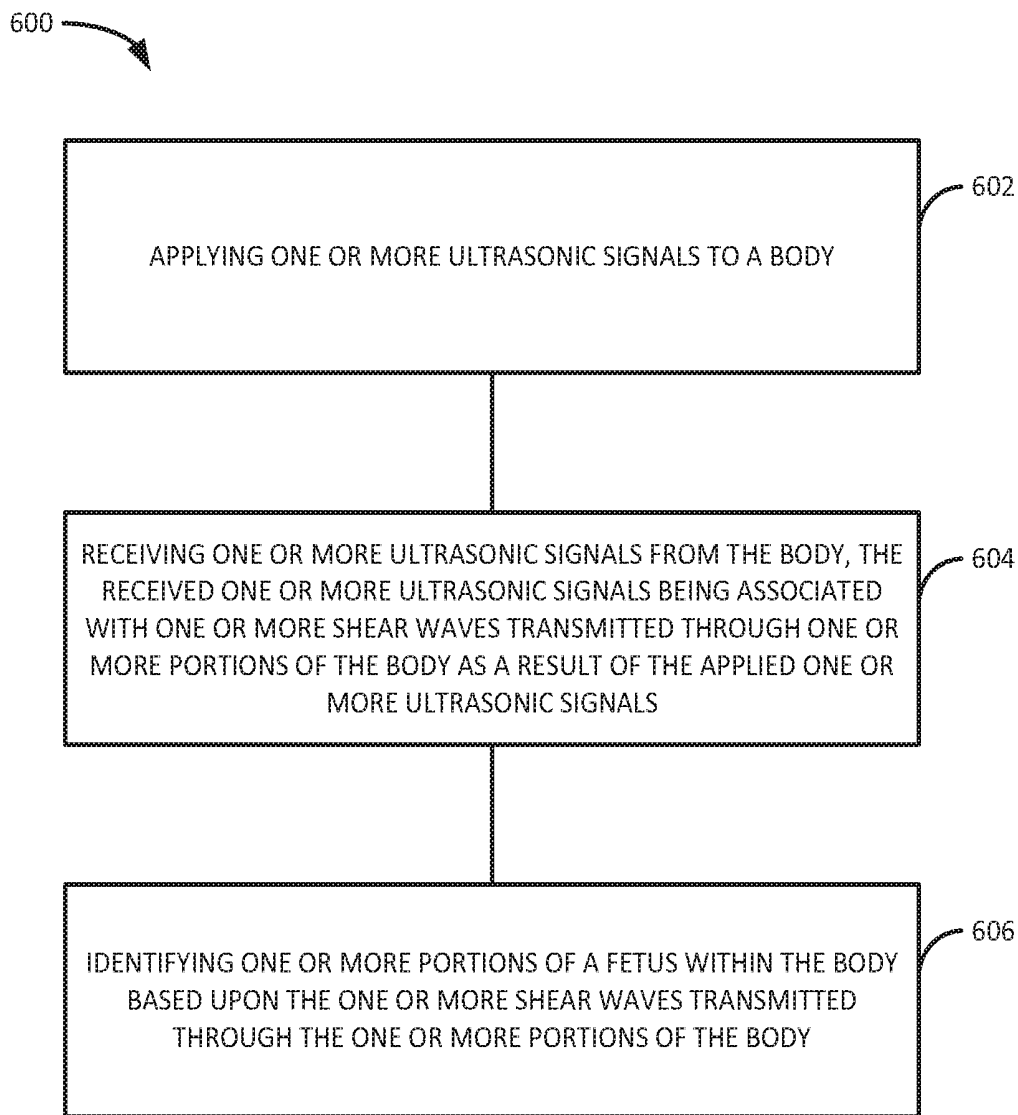 600
602
APPLYING ONE OR MORE ULTRASONIC SIGNALS TO A BODY
RECEIVING ONE OR MORE ULTRASONIC SIGNALS FROM THE BODY, THE
604
RECEIVED ONE OR MORE ULTRASONIC SIGNALS BEING ASSOCIATED
WITH ONE OR MORE SHEAR WAVES TRANSMITTED THROUGH ONE OR
MORE PORTIONS OF THE BODY AS A RESULT OF THE APPLIED ONE OR
MORE ULTRASONIC SIGNALS
606
IDENTIFYING ONE OR MORE PORTIONS OF A FETUS WITHIN THE BODY
BASED UPON THE ONE OR MORE SHEAR WAVES TRANSMITTED
THROUGH THE ONE OR MORE PORTIONS OF THE BODY